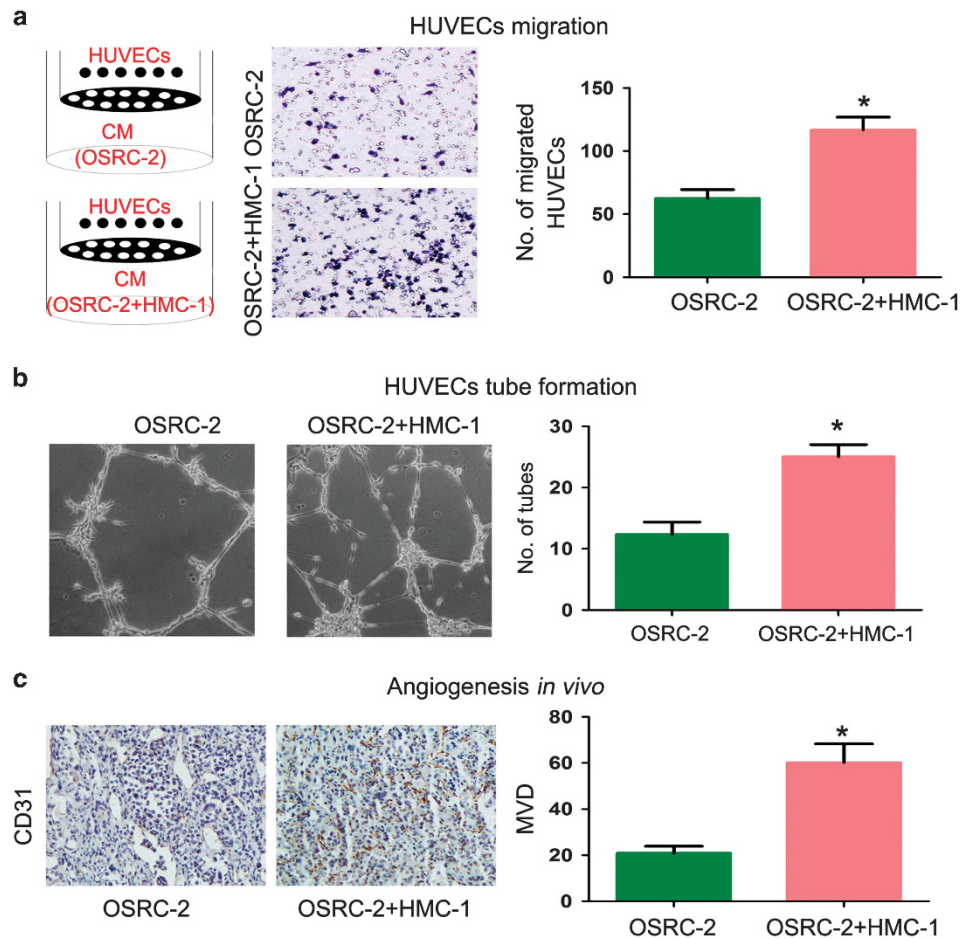 a
HUVECs migration
HUVECs
CM
(OSRC-2)
HUVECs
CM
(OSRC-2+HMC-1)
OSRC-2+HMC-1 OSRC-2
No. of migrated
HUVECs
150
100
50
0
*
OSRC-2
OSRC-2+HMC-1
b
HUVECs tube formation
OSRC-2
OSRC-2+HMC-1
No. of tubes
30
20
10
0
*
OSRC-2
OSRC-2+HMC-1
c
Angiogenesis in vivo
CD31
OSRC-2
OSRC-2+HMC-1
MVD
80
60
40
20
0
*
OSRC-2
OSRC-2+HMC-1